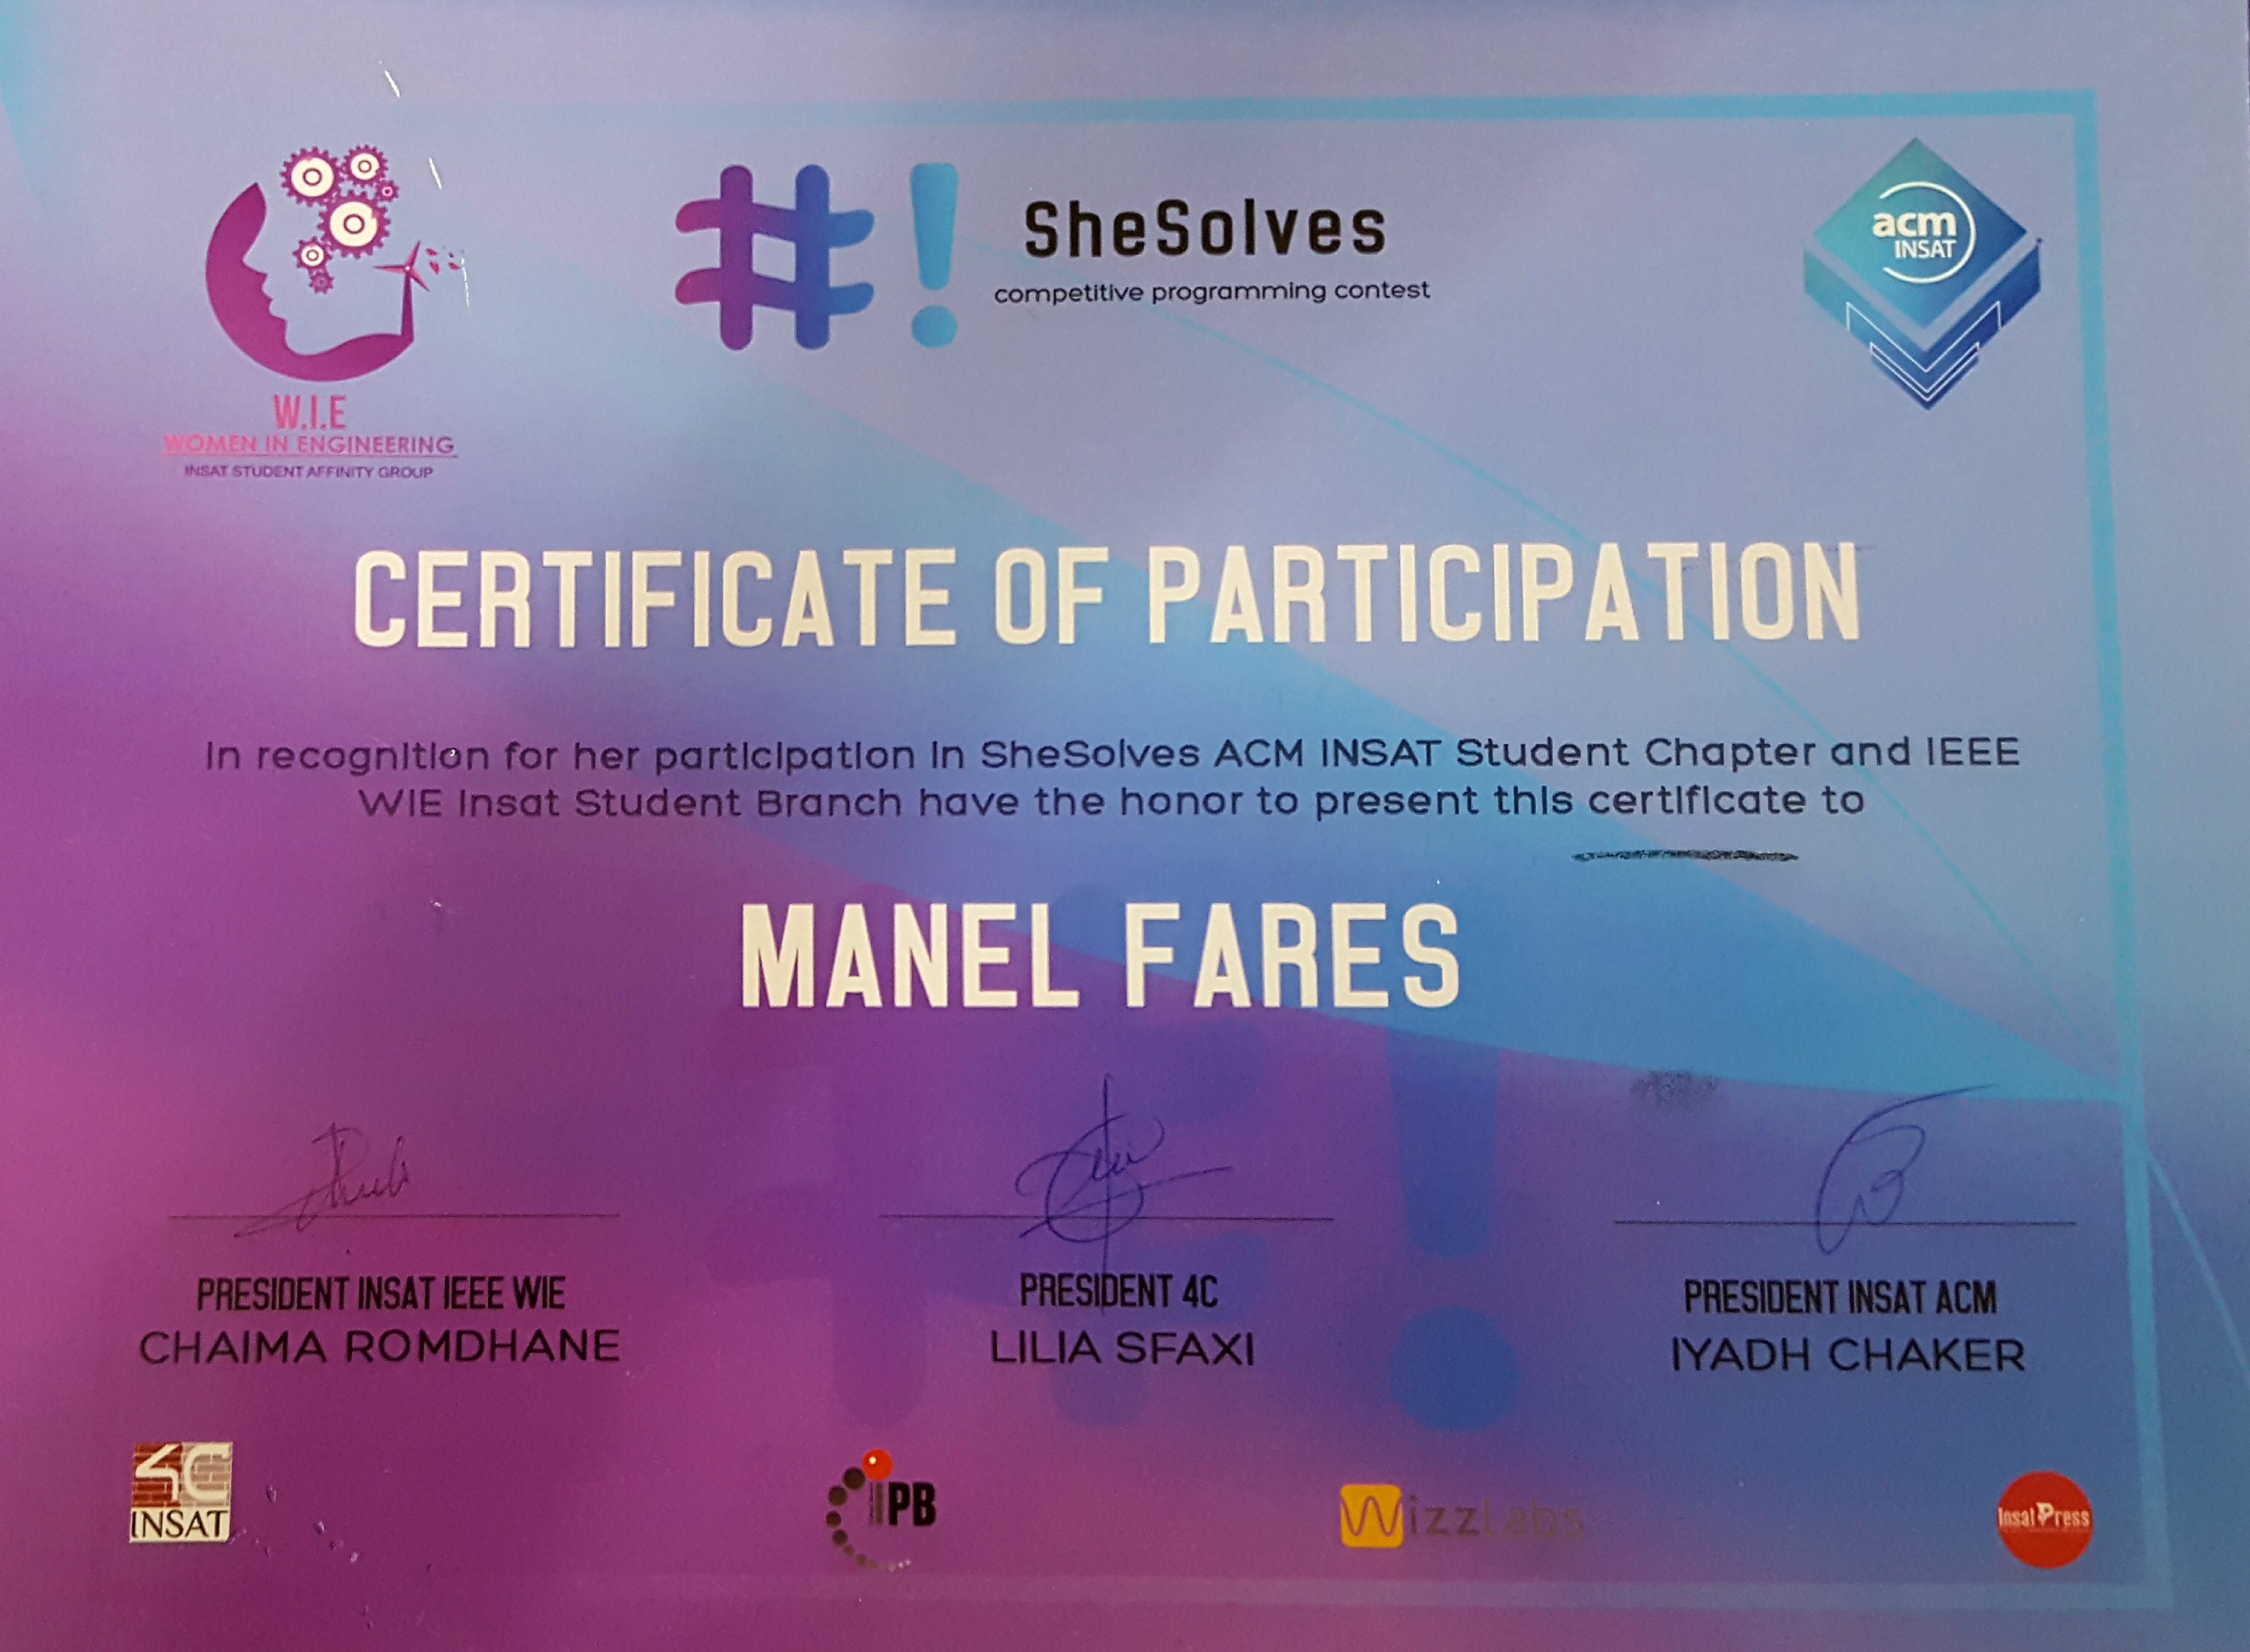 #! SheSolves
competitive programming contest
acm
INSAT
W.I.E
WOMEN IN ENGINEERING
INSAT STUDENT AFFINITY GROUP
CERTIFICATE OF PARTICIPATION
In recognition for her participation in SheSolves ACM INSAT Student Chapter and IEEE
WIE Insat Student Branch have the honor to present this certificate to
MANEL FARES
PRESIDENT INSAT IEEE WIE
CHAIMA ROMDHANE
PRESIDENT 4C
LILIA SFAXI
PRESIDENT INSAT ACM
IYADH CHAKER
4C
INSAT
IPB
WizzLabs
Insat Press